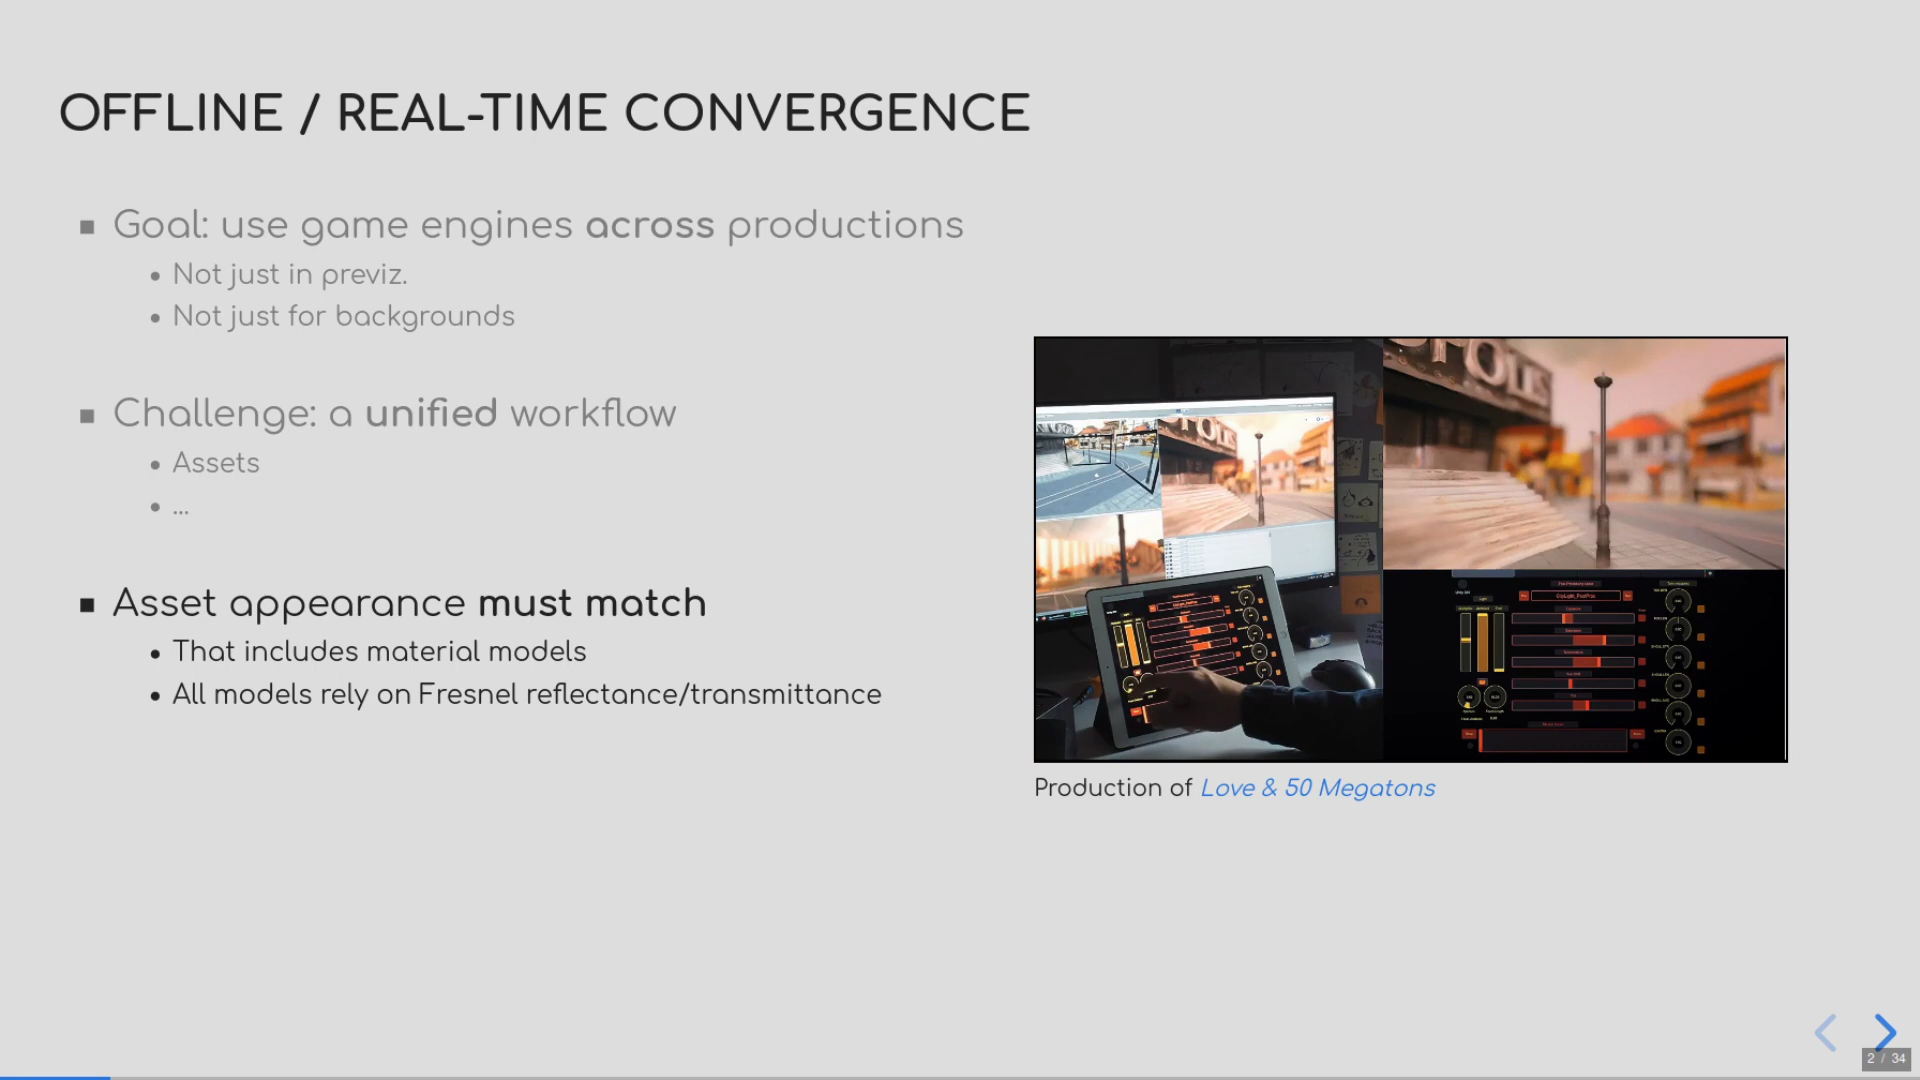 OFFLINE / REAL-TIME CONVERGENCE
Goal: use game engines across productions
Not just in previz.
Not just for backgrounds
Challenge: a unified workflow
Assets
...
Asset appearance must match
That includes material models
All models rely on Fresnel reflectance/transmittance
Production of Love & 50 Megatons
2 / 34